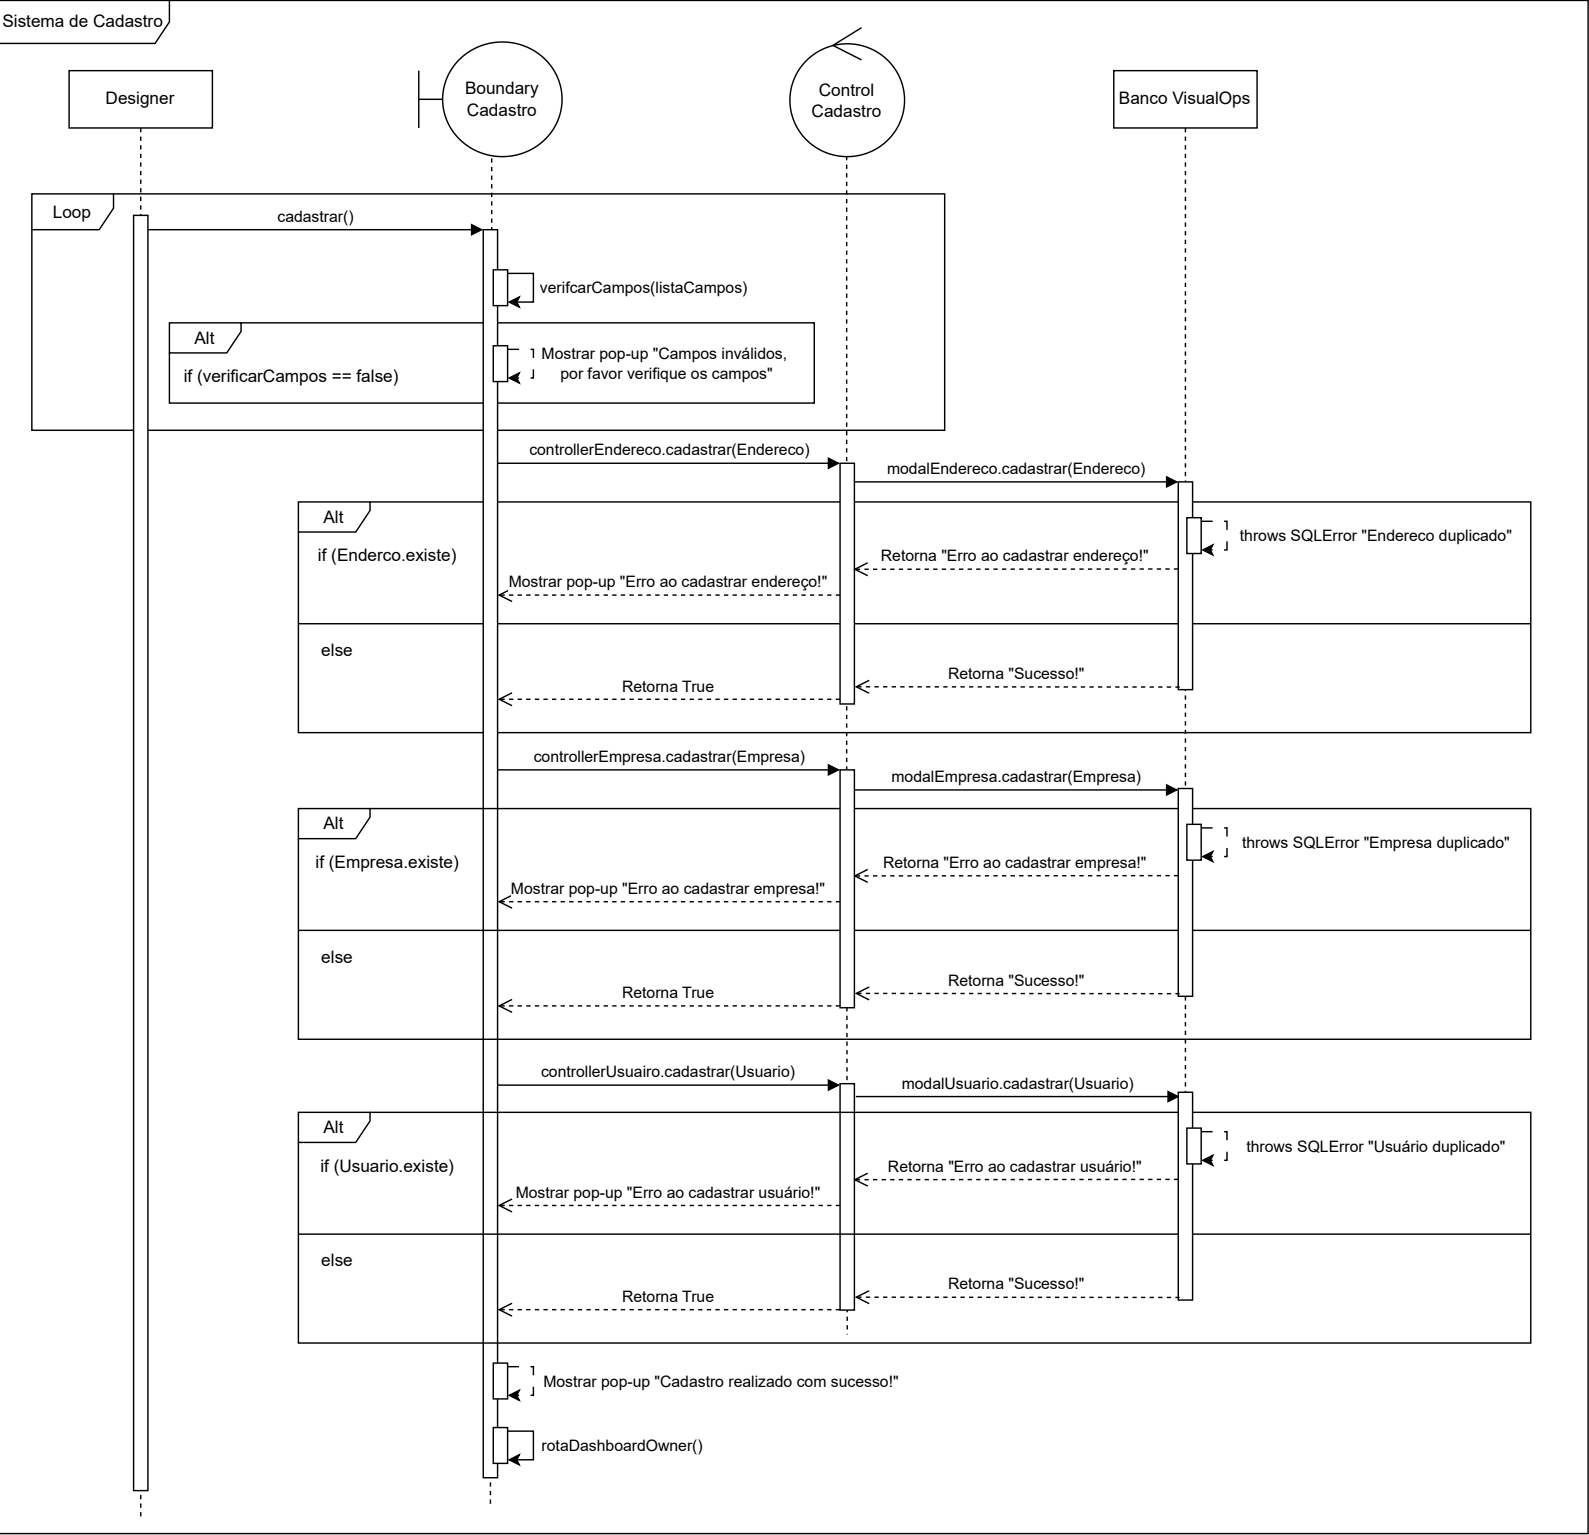 Sistema de Cadastro
Designer
Boundary
Cadastro
Control
Cadastro
Banco VisualOps
Loop
cadastrar()
verifcarCampos(listaCampos)
Alt
if (verificarCampos == false)
Mostrar pop-up "Campos inválidos,
por favor verifique os campos"
controllerEndereco.cadastrar(Endereco)
modalEndereco.cadastrar(Endereco)
Alt
if (Enderco.existe)
throws SQLError "Endereco duplicado"
Retorna "Erro ao cadastrar endereço!"
Mostrar pop-up "Erro ao cadastrar endereço!"
else
Retorna "Sucesso!"
Retorna True
controllerEmpresa.cadastrar(Empresa)
modalEmpresa.cadastrar(Empresa)
Alt
if (Empresa.existe)
throws SQLError "Empresa duplicado"
Retorna "Erro ao cadastrar empresa!"
Mostrar pop-up "Erro ao cadastrar empresa!"
else
Retorna "Sucesso!"
Retorna True
controllerUsuairo.cadastrar(Usuario)
modalUsuario.cadastrar(Usuario)
Alt
if (Usuario.existe)
throws SQLError "Usuário duplicado"
Retorna "Erro ao cadastrar usuário!"
Mostrar pop-up "Erro ao cadastrar usuário!"
else
Retorna "Sucesso!"
Retorna True
Mostrar pop-up "Cadastro realizado com sucesso!"
rotaDashboardOwner()